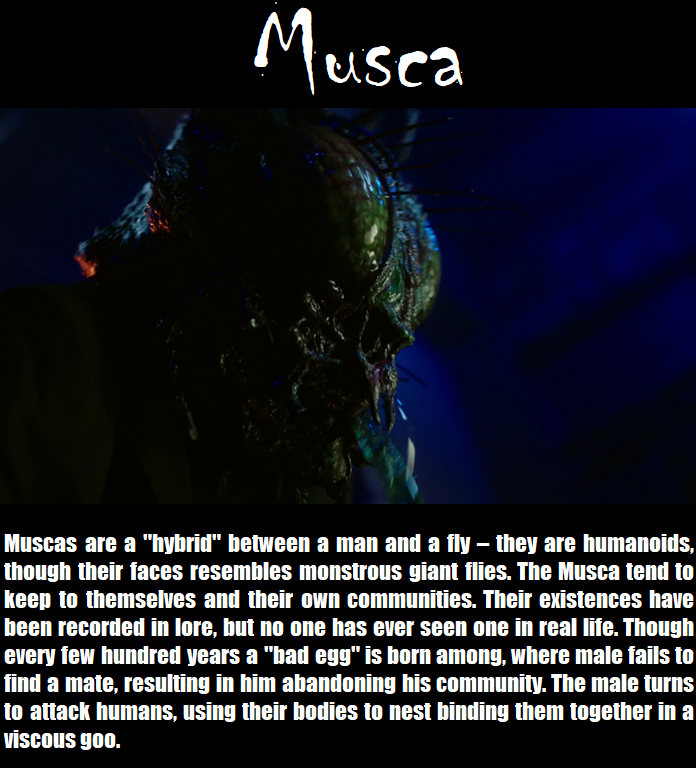 Musca
Muscas are a "hybrid" between a man and a fly – they are humanoids,
though their faces resembles monstrous giant flies. The Musca tend to
keep to themselves and their own communities. Their existences have
been recorded in lore, but no one has ever seen one in real life. Though
every few hundred years a "bad egg" is born among, where male fails to
find a mate, resulting in him abandoning his community. The male turns
to attack humans, using their bodies to nest binding them together in a
viscous goo.